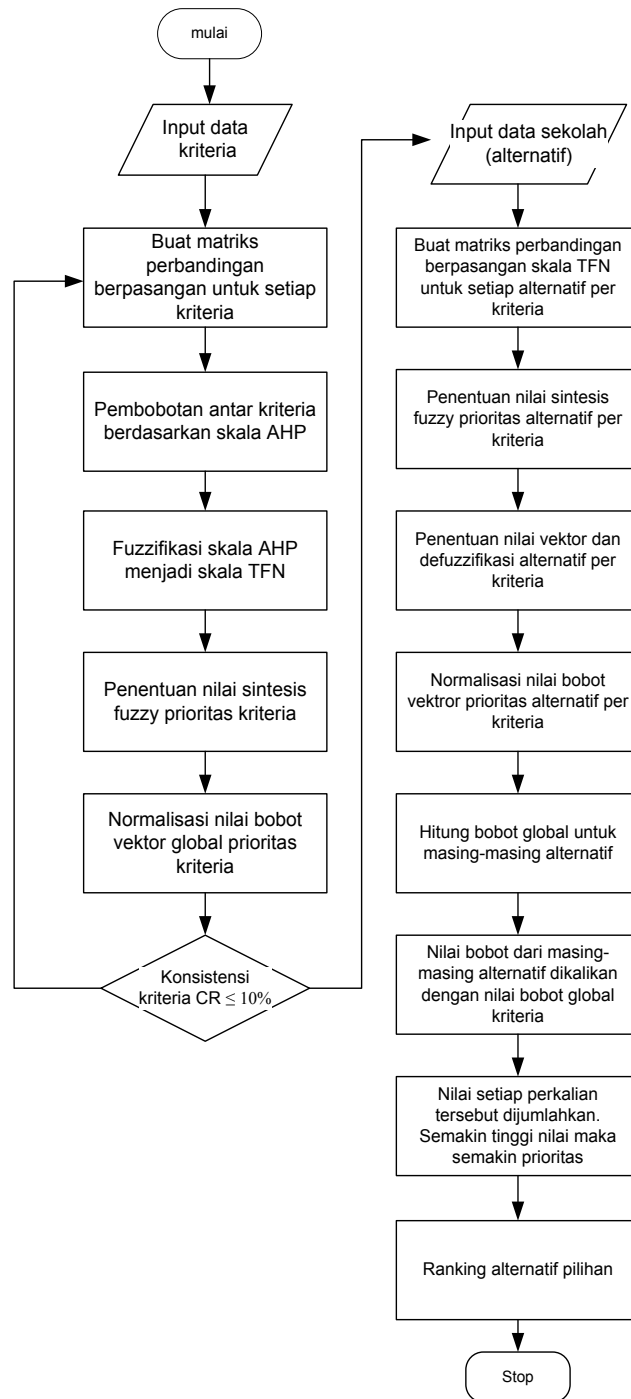 mulai
Input data
kriteria
Buat matriks
perbandingan
berpasangan untuk setiap
kriteria
Pembobotan antar kriteria
berdasarkan skala AHP
Fuzzifikasi skala AHP
menjadi skala TFN
Penentuan nilai sintesis
fuzzy prioritas kriteria
Normalisasi nilai bobot
vektor global prioritas
kriteria
Konsistensi
kriteria CR ≤ 10%
Input data sekolah
(alternatif)
Buat matriks perbandingan
berpasangan skala TFN
untuk setiap alternatif per
kriteria
Penentuan nilai sintesis
fuzzy prioritas alternatif per
kriteria
Penentuan nilai vektor dan
defuzzifikasi alternatif per
kriteria
Normalisasi nilai bobot
vektror prioritas alternatif per
kriteria
Hitung bobot global untuk
masing-masing alternatif
Nilai bobot dari masing-
masing alternatif dikalikan
dengan nilai bobot global
kriteria
Nilai setiap perkalian
tersebut dijumlahkan.
Semakin tinggi nilai maka
semakin prioritas
Ranking alternatif pilihan
Stop